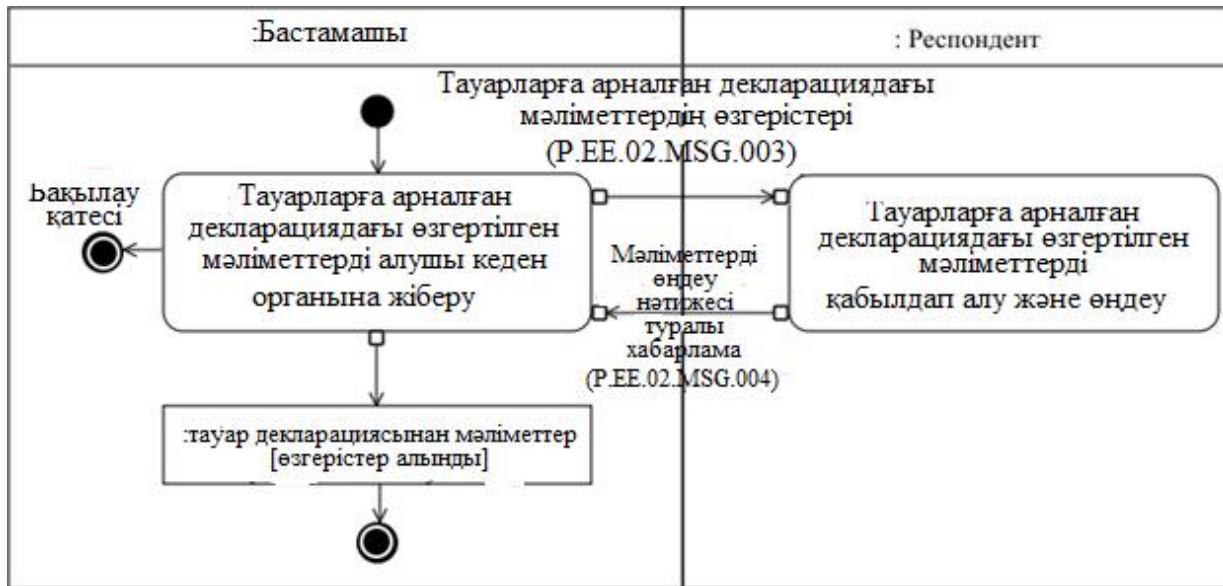 :Бастамашы
: Респондент
Тауарларға арналған декларациядағы
мәліметтердің өзгерістері
(P.EE.02.MSG.003)
Бақылау
қатесі
Тауарларға арналған
декларациядағы өзгертілген
мәліметтерді алушы кеден
органына жіберу
Мәліметтерді
өңдеу
нәтижесі
туралы
хабарлама
(P.EE.02.MSG.004)
Тауарларға арналған
декларациядағы өзгертілген
мәліметтерді
қабылдап алу және өңдеу
:тауар декларациясынан мәліметтер
[өзгерістер алынды]